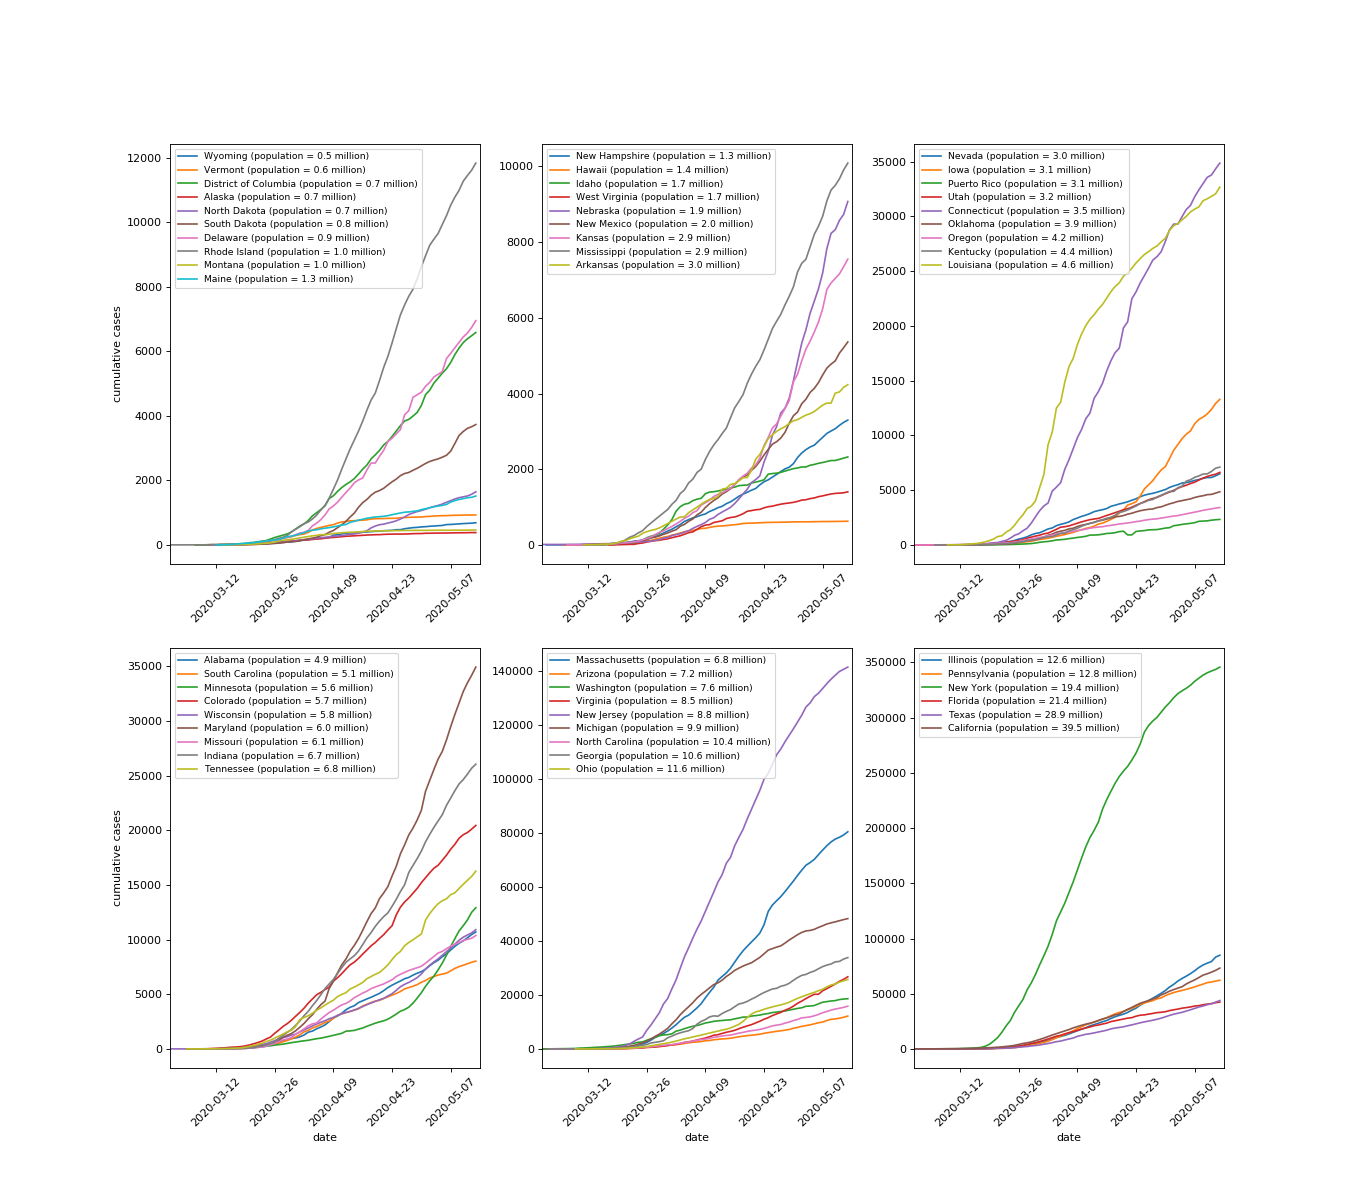 12000
10000
8000
6000
4000
2000
0
cumulative cases
Wyoming (population = 0.5 million)
Vermont (population = 0.6 million)
District of Columbia (population = 0.7 million)
Alaska (population = 0.7 million)
North Dakota (population = 0.7 million)
South Dakota (population = 0.8 million)
Delaware (population = 0.9 million)
Rhode Island (population = 1.0 million)
Montana (population = 1.0 million)
Maine (population = 1.3 million)
2020-03-12
2020-03-26
2020-04-09
2020-04-23
2020-05-07
10000
8000
6000
4000
2000
0
New Hampshire (population = 1.3 million)
Hawaii (population = 1.4 million)
Idaho (population = 1.7 million)
West Virginia (population = 1.7 million)
Nebraska (population = 1.9 million)
New Mexico (population = 2.0 million)
Kansas (population = 2.9 million)
Mississippi (population = 2.9 million)
Arkansas (population = 3.0 million)
2020-03-12
2020-03-26
2020-04-09
2020-04-23
2020-05-07
35000
30000
25000
20000
15000
10000
5000
0
Nevada (population = 3.0 million)
Iowa (population = 3.1 million)
Puerto Rico (population = 3.1 million)
Utah (population = 3.2 million)
Connecticut (population = 3.5 million)
Oklahoma (population = 3.9 million)
Oregon (population = 4.2 million)
Kentucky (population = 4.4 million)
Louisiana (population = 4.6 million)
2020-03-12
2020-03-26
2020-04-09
2020-04-23
2020-05-07
35000
30000
25000
20000
15000
10000
5000
0
cumulative cases
Alabama (population = 4.9 million)
South Carolina (population = 5.1 million)
Minnesota (population = 5.6 million)
Colorado (population = 5.7 million)
Wisconsin (population = 5.8 million)
Maryland (population = 6.0 million)
Missouri (population = 6.1 million)
Indiana (population = 6.7 million)
Tennessee (population = 6.8 million)
2020-03-12
2020-03-26
2020-04-09
2020-04-23
2020-05-07
date
140000
120000
100000
80000
60000
40000
20000
0
Massachusetts (population = 6.8 million)
Arizona (population = 7.2 million)
Washington (population = 7.6 million)
Virginia (population = 8.5 million)
New Jersey (population = 8.8 million)
Michigan (population = 9.9 million)
North Carolina (population = 10.4 million)
Georgia (population = 10.6 million)
Ohio (population = 11.6 million)
2020-03-12
2020-03-26
2020-04-09
2020-04-23
2020-05-07
date
350000
300000
250000
200000
150000
100000
50000
0
Illinois (population = 12.6 million)
Pennsylvania (population = 12.8 million)
New York (population = 19.4 million)
Florida (population = 21.4 million)
Texas (population = 28.9 million)
California (population = 39.5 million)
2020-03-12
2020-03-26
2020-04-09
2020-04-23
2020-05-07
date